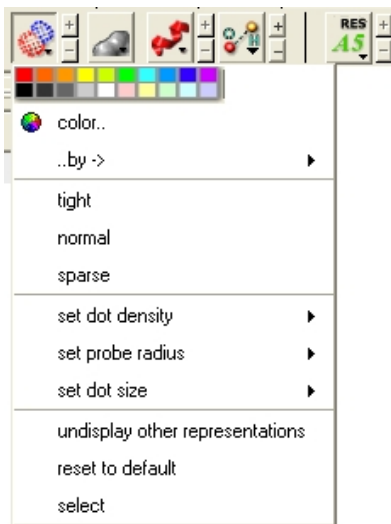 RES
A5
color..
..by ->
tight
normal
sparse
set dot density
set probe radius
set dot size
undisplay other representations
reset to default
select